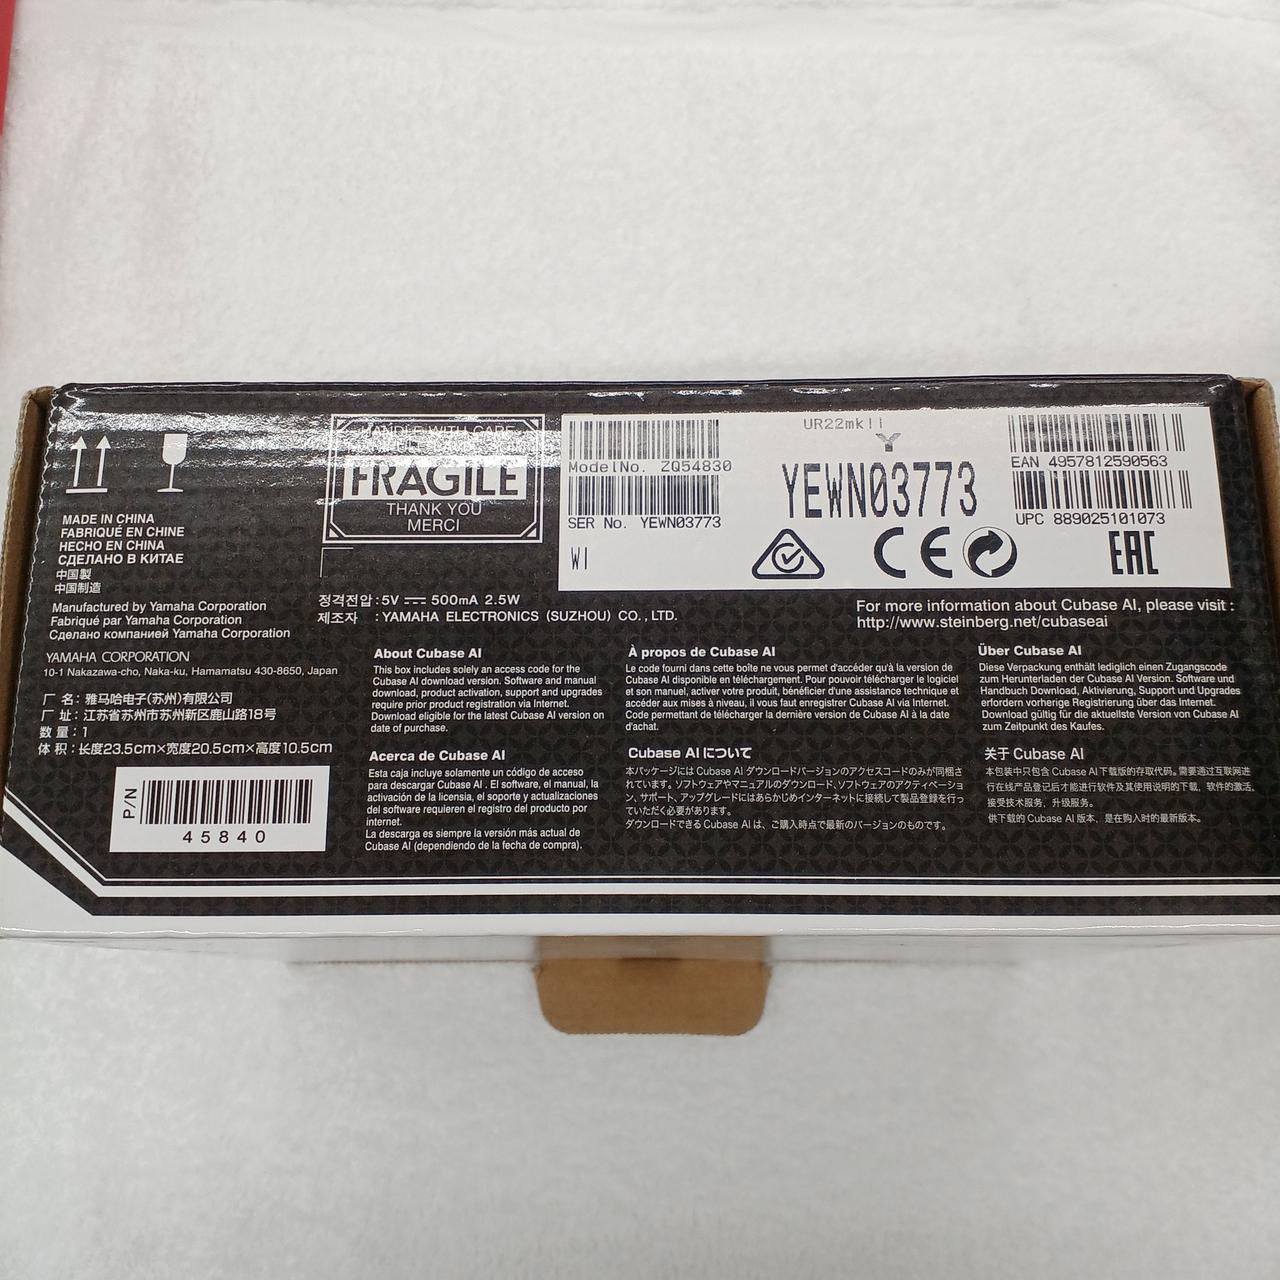 HANDLE WITH CARE
FRAGILE
THANK YOU
MERCI
MADE IN CHINA
FABRIQUÉ EN CHINE
HECHO EN CHINA
СДЕЛАНО В КИТАЕ
中国製
中国制造
Manufactured by Yamaha Corporation
Fabriqué par Yamaha Corporation
Сделано компанией Yamaha Corporation
YAMAHA CORPORATION
10-1 Nakazawa-cho, Naka-ku, Hamamatsu 430-8650, Japan
厂 名：雅马哈电子(苏州)有限公司
厂 址：江苏省苏州市苏州新区鹿山路18号
数 量：1
体 积：长度23.5cm×宽度20.5cm×高度10.5cm
P/N
45840
정격전압 : 5V ⎓ 500mA 2.5W
제조자 : YAMAHA ELECTRONICS (SUZHOU) CO., LTD.
UR22mkII
Y
YEWN03773
Model No. ZQ54830
SER No. YEWN03773
WI
EAN 4957812590563
UPC 889025101073
CE
EAC
For more information about Cubase AI, please visit :
http://www.steinberg.net/cubaseai
About Cubase AI
This box includes solely an access code for the
Cubase AI download version. Software and manual
download, product activation, support and upgrades
require prior product registration via Internet.
Download eligible for the latest Cubase AI version on
date of purchase.
À propos de Cubase AI
Le code fourni dans cette boîte ne vous permet d'accéder qu'à la version de
Cubase AI disponible en téléchargement. Pour pouvoir télécharger le logiciel
et son manuel, activer votre produit, bénéficier d'une assistance technique et
accéder aux mises à niveau, il vous faut enregistrer Cubase AI via Internet.
Code permettant de télécharger la dernière version de Cubase AI à la date
d'achat.
Über Cubase AI
Diese Verpackung enthält lediglich einen Zugangscode
zum Herunterladen der Cubase AI Version. Software und
Handbuch Download, Aktivierung, Support und Upgrades
erfordern vorherige Registrierung über das Internet.
Download gültig für die aktuellste Version von Cubase AI
zum Zeitpunkt des Kaufes.
Acerca de Cubase AI
Esta caja incluye solamente un código de acceso
para descargar Cubase AI . El software, el manual, la
activación de la licensia, el soporte y actualizaciones
del software requieren el registro del producto por
internet.
La descarga es siempre la versión más actual de
Cubase AI (dependiendo de la fecha de compra).
Cubase AI について
本パッケージには Cubase AI ダウンロードバージョンのアクセスコードのみが同梱さ
れています。ソフトウェアやマニュアルのダウンロード、ソフトウェアのアクティベーショ
ン、サポート、アップグレードにはあらかじめインターネットに接続して製品登録を行っ
ていただく必要があります。
ダウンロードできる Cubase AI は、ご購入時点で最新のバージョンのものです。
关于 Cubase AI
本包装中只包含 Cubase AI 下载版的存取代码。需要通过互联网进
行在线产品登记后才能进行软件及其使用说明的下载，软件的激活，
接受技术服务，升级服务。
供下载的 Cubase AI 版本，是在购入时的最新版本。